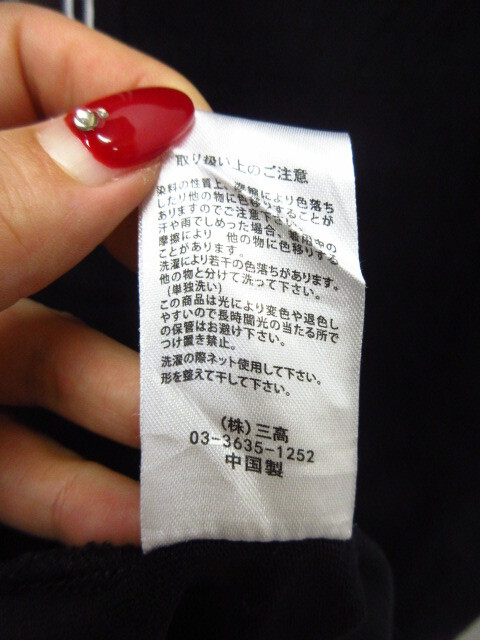 取り扱い上のご注意
染料の性質上、摩擦により色落ち
したり他の物に色移りすることが
ありますのでご注意下さい。
汗や雨でしめった場合、着用中の
摩擦により 他の物に色移りする
ことがあります。
洗濯により若干の色落ちがあります。
他の物と分けて洗って下さい。
(単独洗い)
この商品は光により変色や退色し
やすいので長時間光の当たる所で
の保管はお避け下さい。
つけ置き禁止。
洗濯の際ネット使用して下さい。
形を整えて干して下さい。
(株)三高
03-3635-1252
中国製